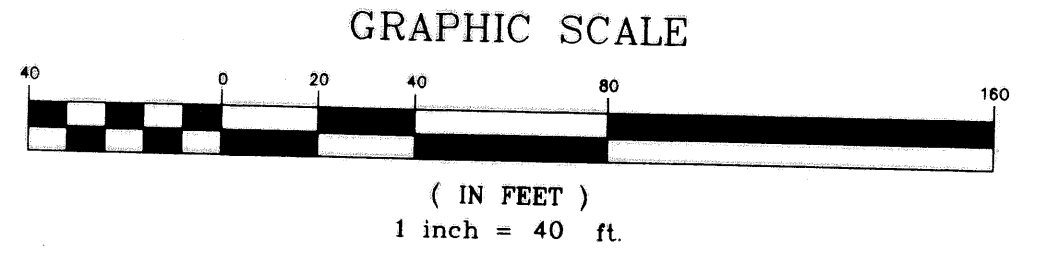 GRAPHIC SCALE
40 0 20 40 80 160
( IN FEET )
1 inch = 40 ft.